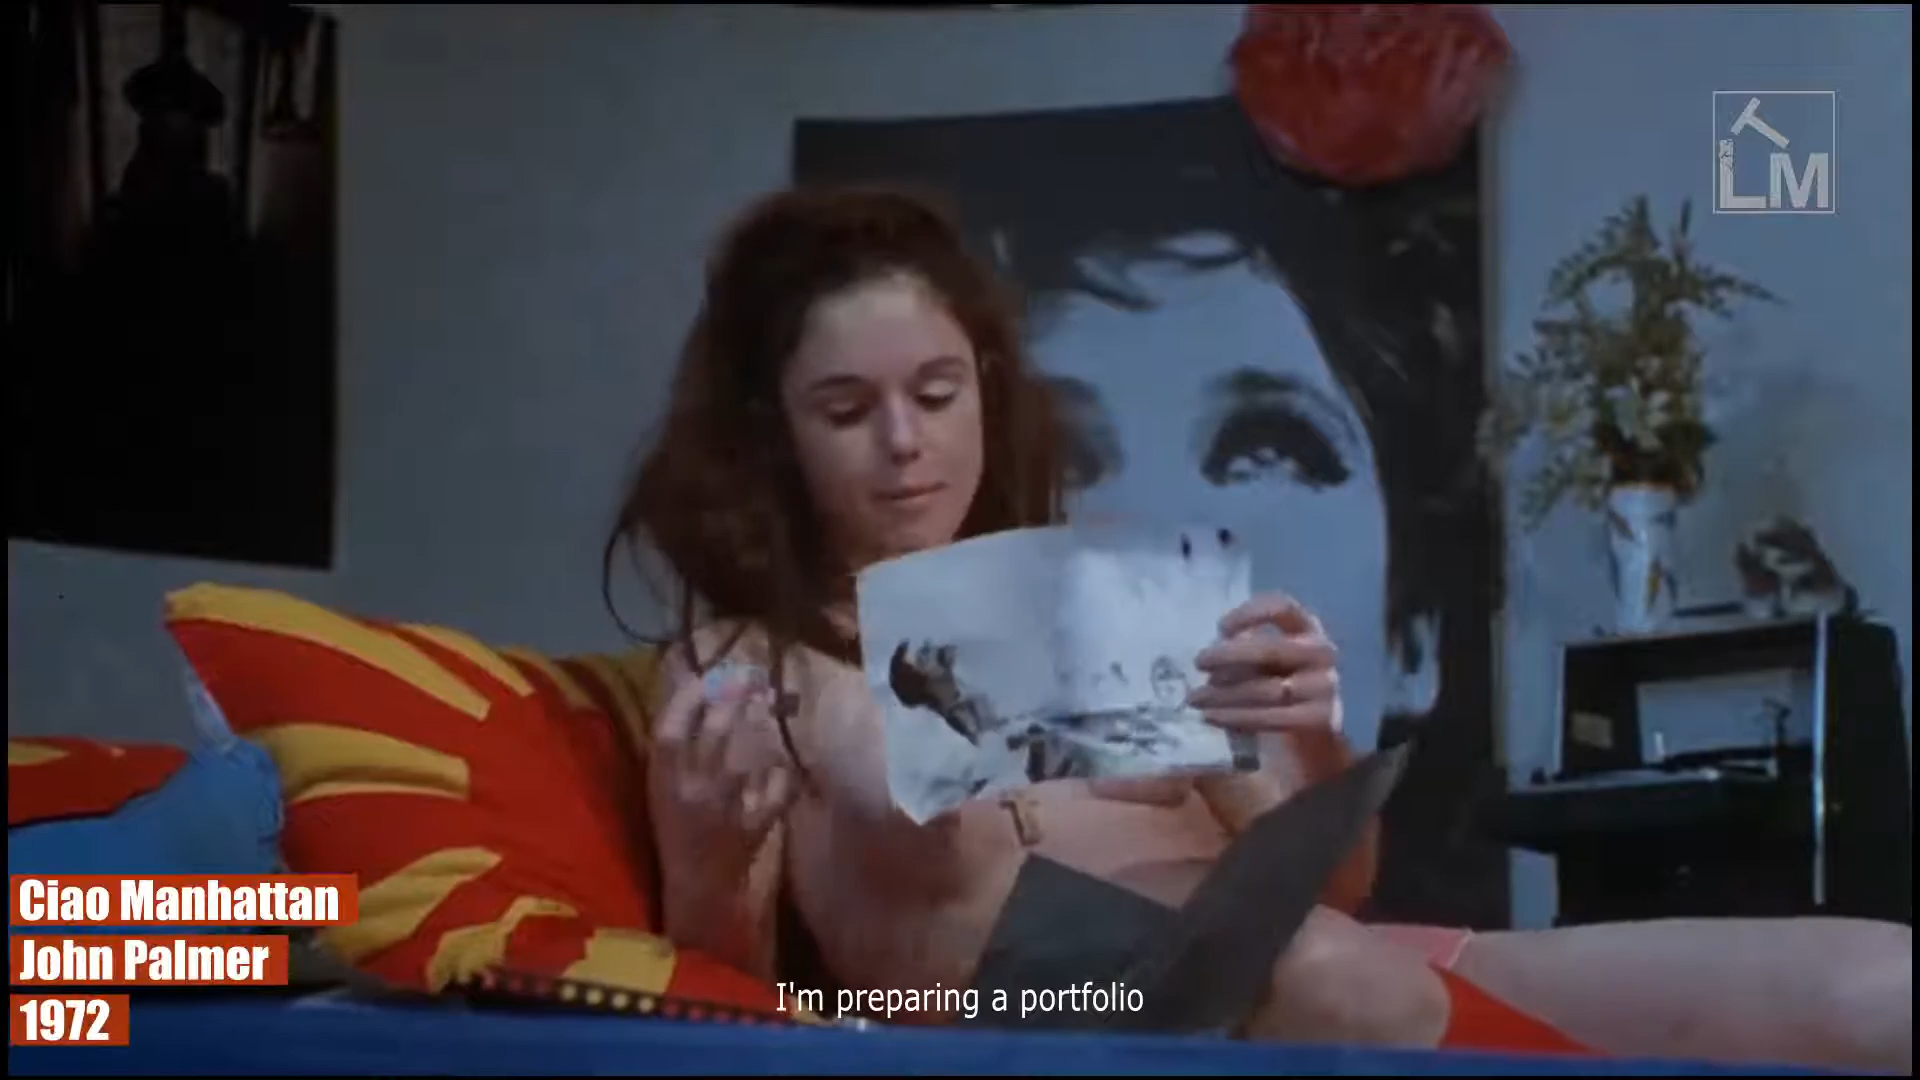 LM
Ciao Manhattan
John Palmer
1972
I'm preparing a portfolio